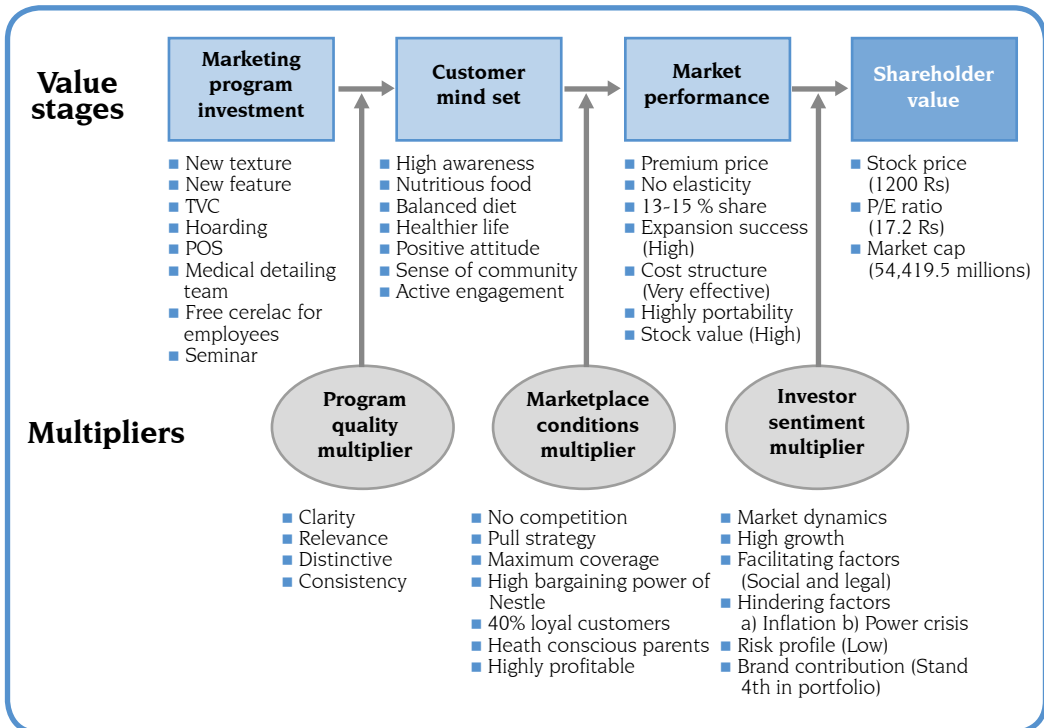 Value
stages
Marketing
program
investment
Customer
mind set
Market
performance
Shareholder
value
New texture
New feature
TVC
Hoarding
POS
Medical detailing
team
Free cerelac for
employees
Seminar
High awareness
Nutritious food
Balanced diet
Healthier life
Positive attitude
Sense of community
Active engagement
Premium price
No elasticity
13-15 % share
Expansion success
(High)
Cost structure
(Very effective)
Highly portability
Stock value (High)
Stock price
(1200 Rs)
P/E ratio
(17.2 Rs)
Market cap
(54,419.5 millions)
Multipliers
Program
quality
multiplier
Marketplace
conditions
multiplier
Investor
sentiment
multiplier
Clarity
Relevance
Distinctive
Consistency
No competition
Pull strategy
Maximum coverage
High bargaining power of
Nestle
40% loyal customers
Heath conscious parents
Highly profitable
Market dynamics
High growth
Facilitating factors
(Social and legal)
Hindering factors
a) Inflation b) Power crisis
Risk profile (Low)
Brand contribution (Stand
4th in portfolio)